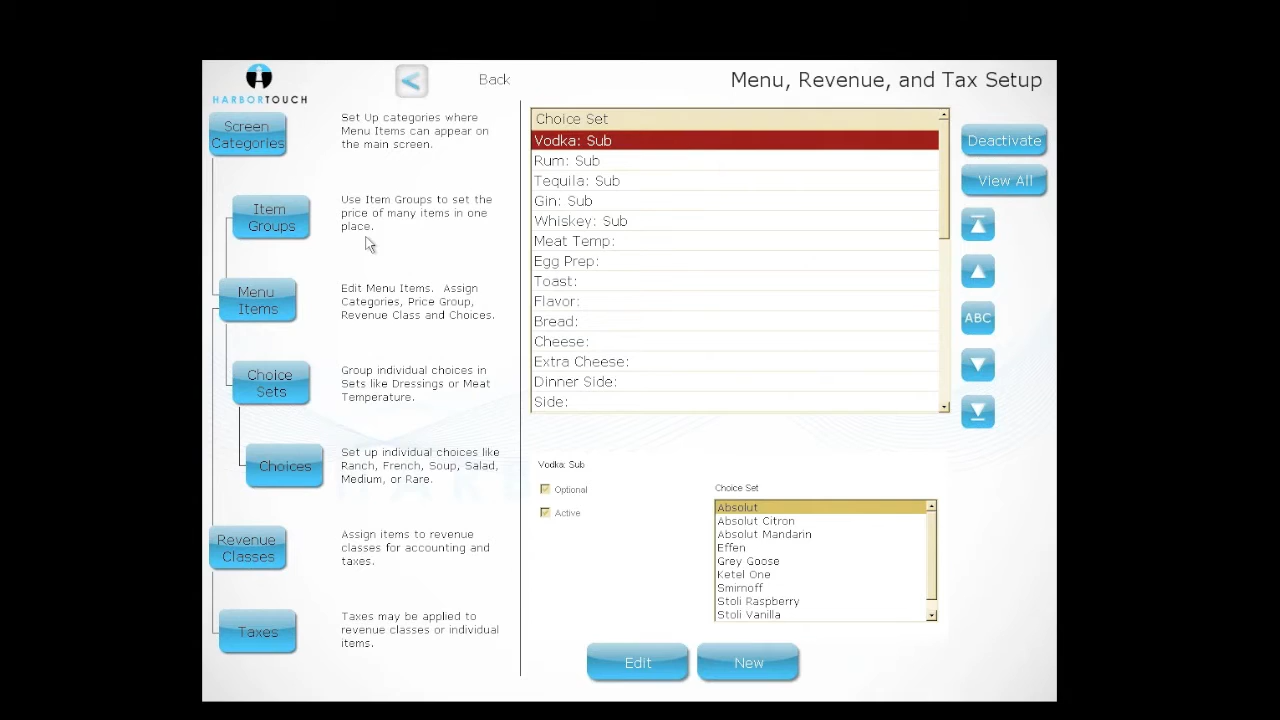 HARBORTOUCH
Back
Menu, Revenue, and Tax Setup
Screen
Categories
Set Up categories where
Menu Items can appear on
the main screen.
Item
Groups
Use Item Groups to set the
price of many items in one
place.
Menu
Items
Edit Menu Items. Assign
Categories, Price Group,
Revenue Class and Choices.
Choice
Sets
Group individual choices in
Sets like Dressings or Meat
Temperature.
Choices
Set up individual choices like
Ranch, French, Soup, Salad,
Medium, or Rare.
Revenue
Classes
Assign items to revenue
classes for accounting and
taxes.
Taxes
Taxes may be applied to
revenue classes or individual
items.
Choice Set
Vodka: Sub
Rum: Sub
Tequila: Sub
Gin: Sub
Whiskey: Sub
Meat Temp:
Egg Prep:
Toast:
Flavor:
Bread:
Cheese:
Extra Cheese:
Dinner Side:
Side:
Deactivate
View All
ABC
Vodka: Sub
Optional
Active
Choice Set
Absolut
Absolut Citron
Absolut Mandarin
Effen
Grey Goose
Ketel One
Smirnoff
Stoli Raspberry
Stoli Vanilla
Edit
New